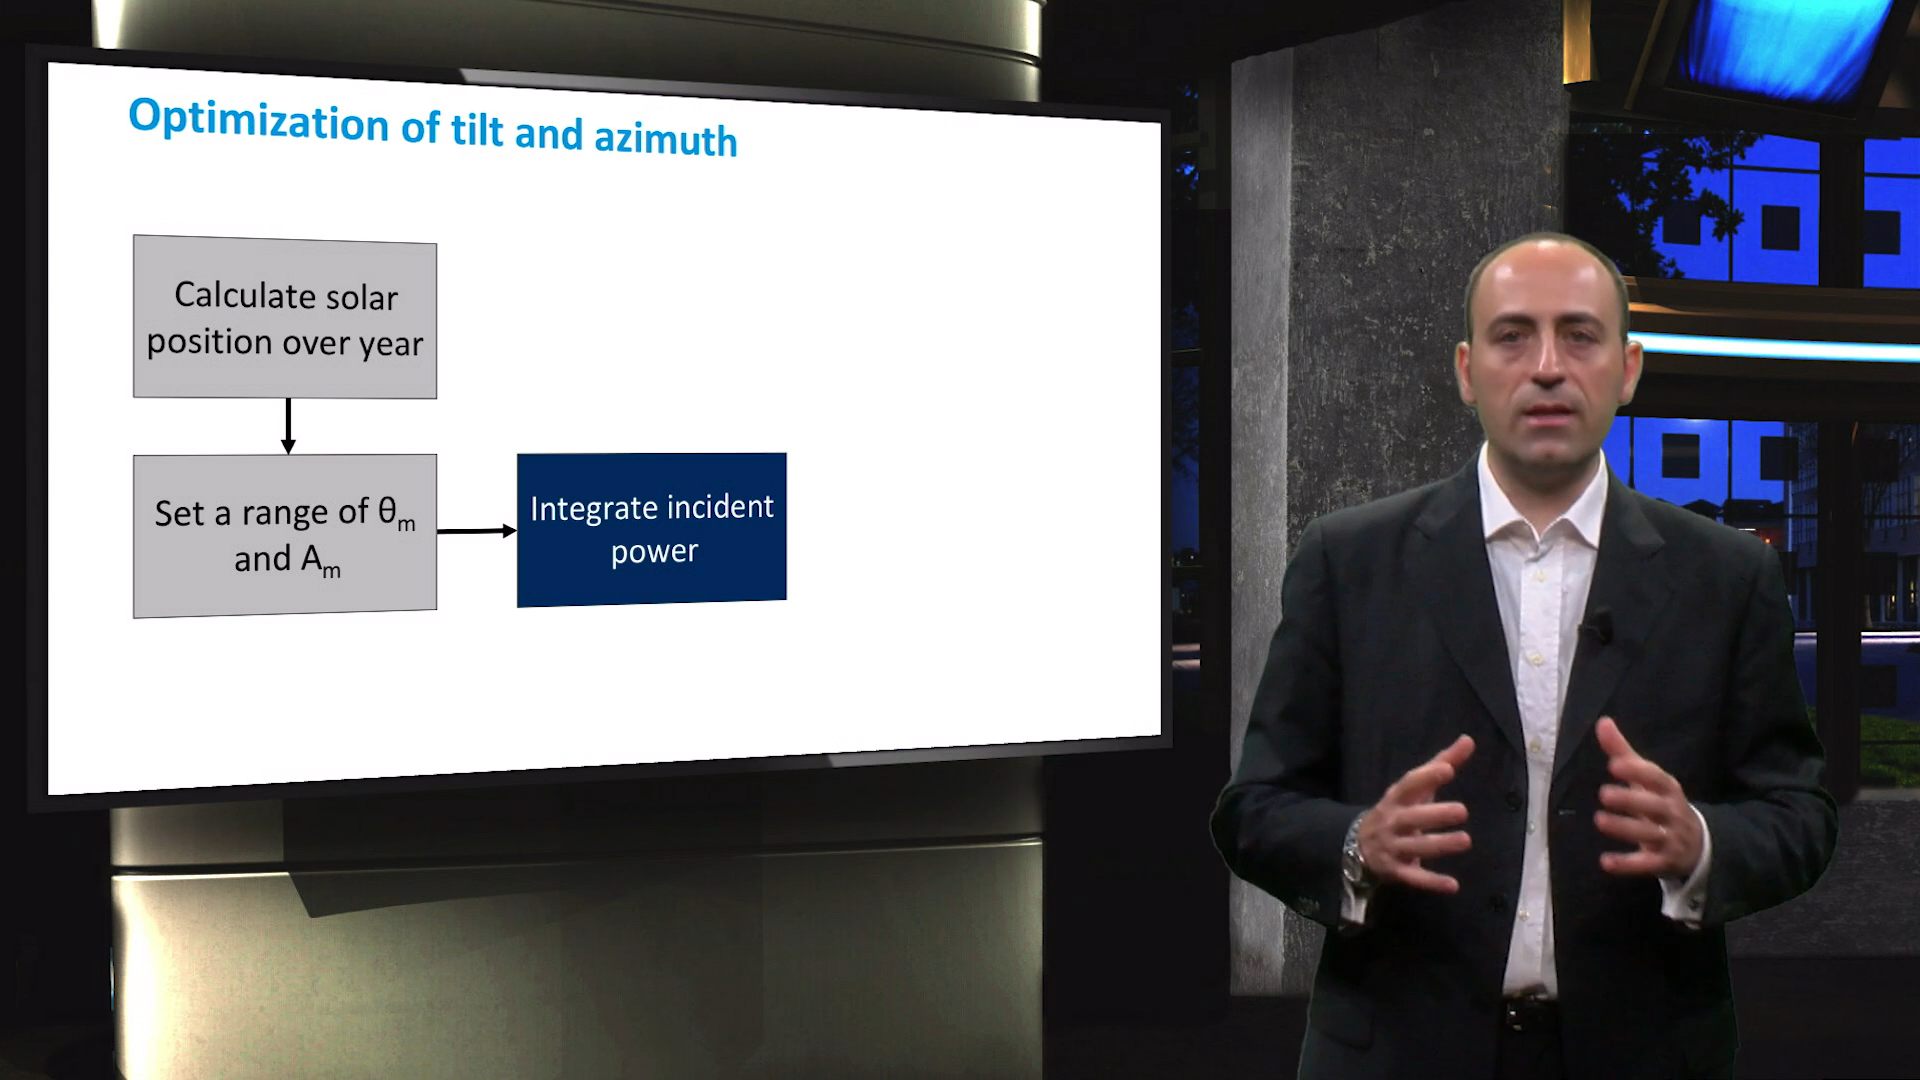 Optimization of tilt and azimuth
Calculate solar
position over year
Set a range of θm
and Am
Integrate incident
power